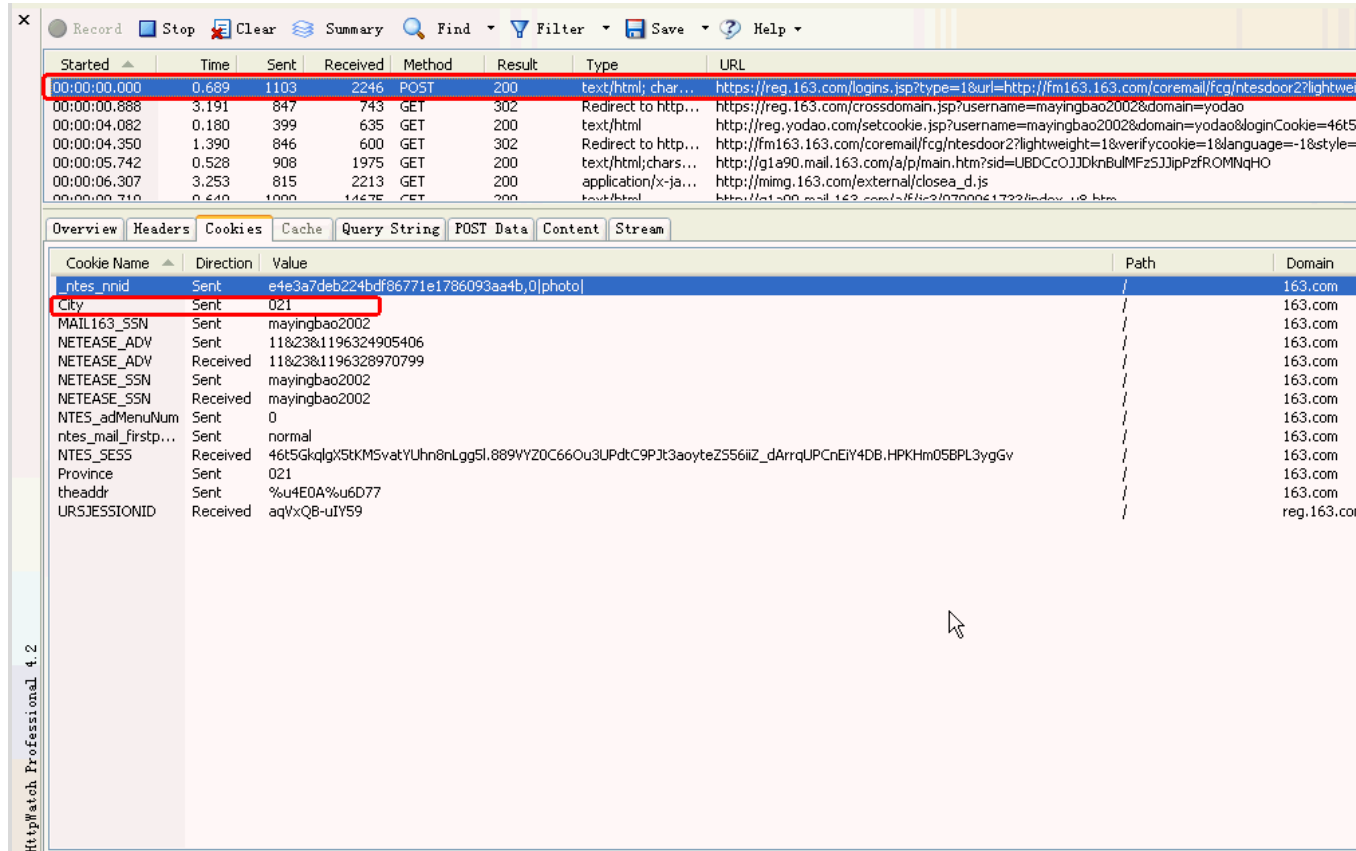 × Record Stop Clear Summary Find Filter Save Help
Started Time Sent Received Method Result Type URL
00:00:00.000 0.689 1103 2246 POST 200 text/html; char... https://reg.163.com/logins.jsp?type=1&url=http://fm163.163.com/coremail/fcg/ntesdoor2?lightwei
00:00:00.888 3.191 847 743 GET 302 Redirect to http... https://reg.163.com/crossdomain.jsp?username=mayingbao2002&domain=yodao
00:00:04.082 0.180 399 635 GET 200 text/html http://reg.yodao.com/setcookie.jsp?username=mayingbao2002&domain=yodao&loginCookie=46t5
00:00:04.350 1.390 846 600 GET 302 Redirect to http... http://fm163.163.com/coremail/fcg/ntesdoor2?lightweight=1&verifycookie=1&language=-1&style=
00:00:05.742 0.528 908 1975 GET 200 text/html;chars... http://g1a90.mail.163.com/a/p/main.htm?sid=UBDCcOJJDknBulMFzSJJipPzfROMNqHO
00:00:06.307 3.253 815 2213 GET 200 application/x-ja... http://mimg.163.com/external/closea_d.js
Overview Headers Cookies Cache Query String POST Data Content Stream
Cookie Name Direction Value Path Domain
_ntes_nnid Sent e4e3a7deb224bdf86771e1786093aa4b,0|photo| / 163.com
City Sent 021 / 163.com
MAIL163_SSN Sent mayingbao2002 / 163.com
NETEASE_ADV Sent 11&23&1196324905406 / 163.com
NETEASE_ADV Received 11&23&1196328970799 / 163.com
NETEASE_SSN Sent mayingbao2002 / 163.com
NETEASE_SSN Received mayingbao2002 / 163.com
NTES_adMenuNum Sent 0 / 163.com
ntes_mail_firstp... Sent normal / 163.com
NTES_SESS Received 46t5GkqlgX5tKMSvatYUhn8nLgg5l.889VYZ0C66Ou3UPdtC9PJt3aoyteZS56iiZ_dArrqUPCnEiY4DB.HPKHm05BPL3ygGv / 163.com
Province Sent 021 / 163.com
theaddr Sent %u4E0A%u6D77 / 163.com
URSJESSIONID Received aqVxQB-uIY59 / reg.163.co
HttpWatch Professional 4.2